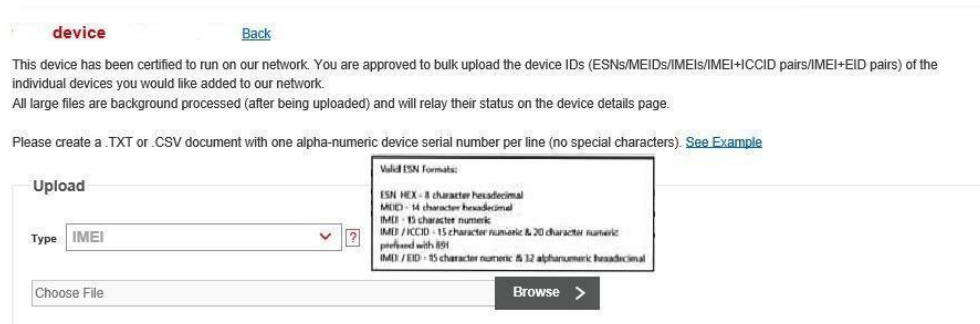 device Back
This device has been certified to run on our network. You are approved to bulk upload the device IDs (ESNs/MEIDs/IMEIs/IMEI+ICCID pairs/IMEI+EID pairs) of the
individual devices you would like added to our network.
All large files are background processed (after being uploaded) and will relay their status on the device details page.
Please create a .TXT or .CSV document with one alpha-numeric device serial number per line (no special characters). See Example
Upload
Valid ESN Formats:
ESN HEX - 8 character hexadecimal
MEID - 14 character hexadecimal
IMEI - 15 character numeric
IMEI / ICCID - 15 character numeric & 20 character numeric
prefixed with 891
IMEI / EID - 15 character numeric & 32 alphanumeric hexadecimal
Type IMEI ?
Choose File Browse >